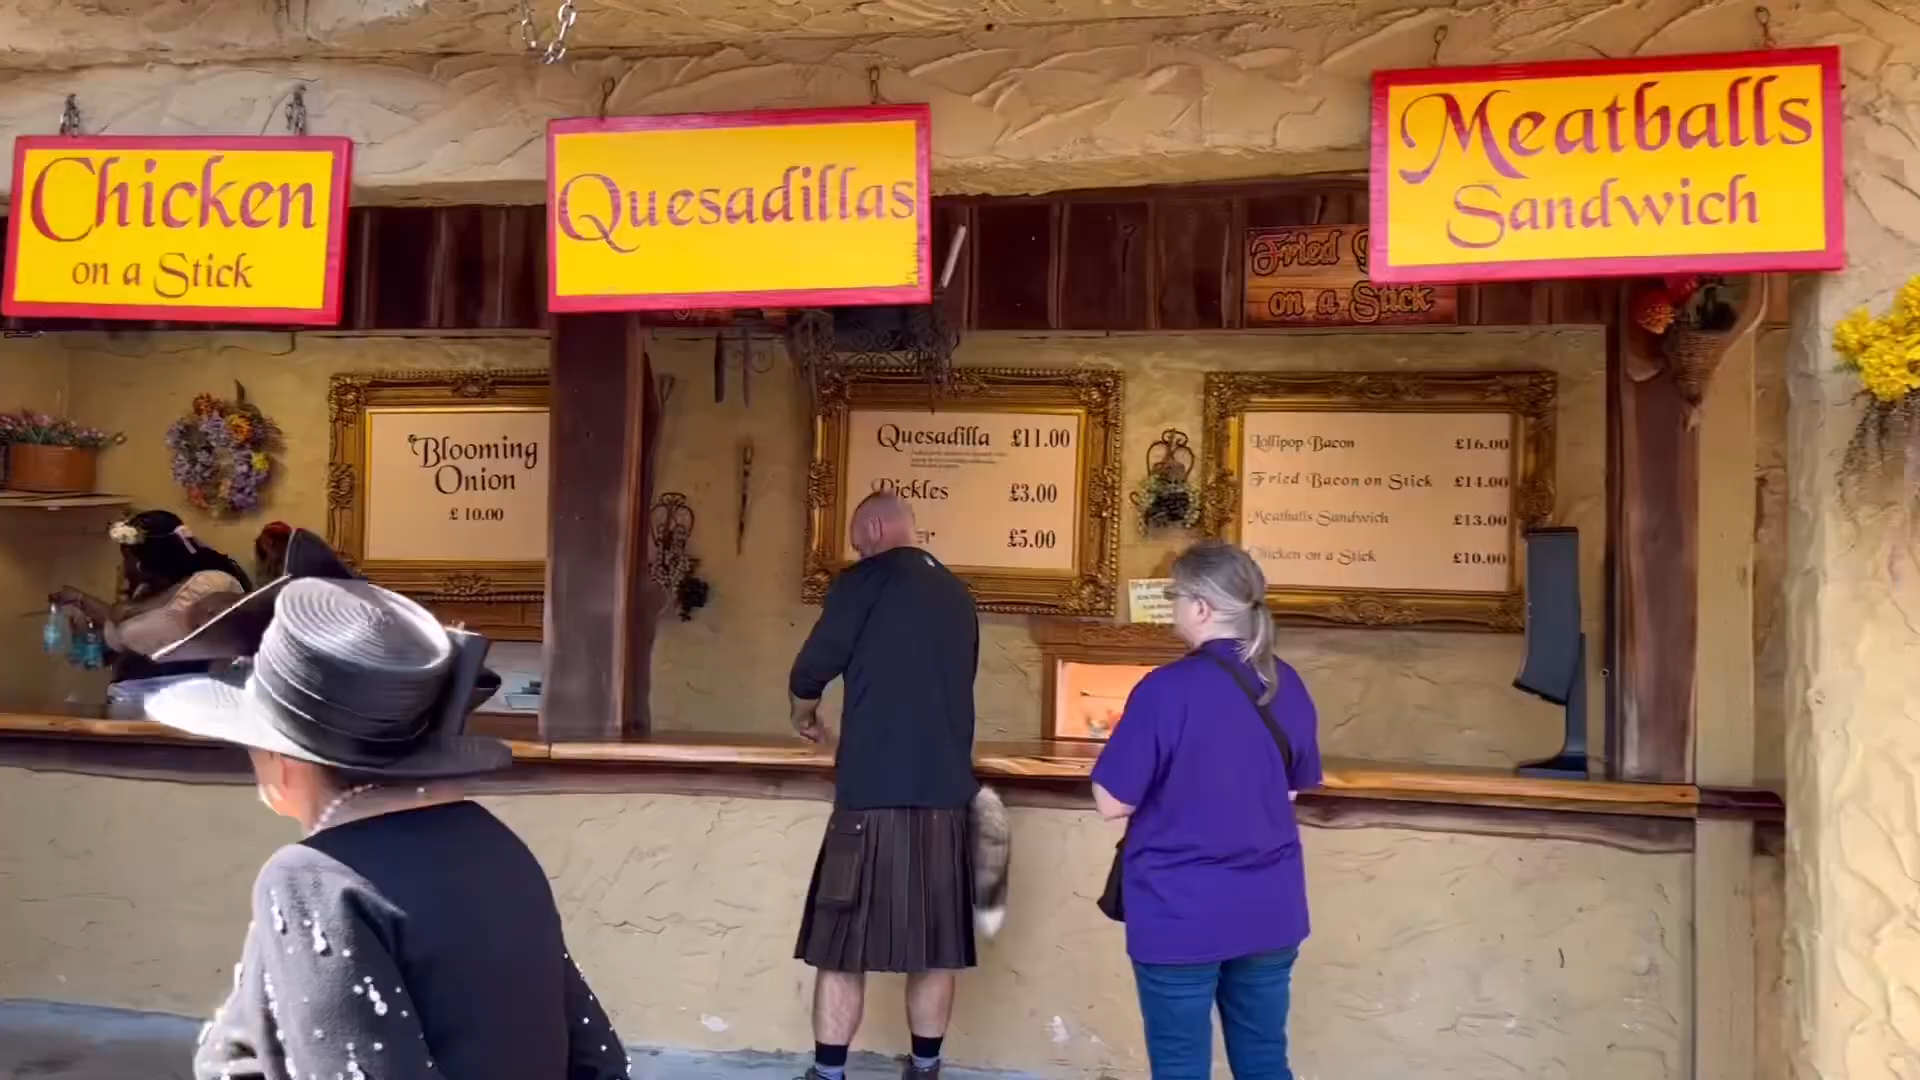 Chicken
on a Stick
Quesadillas
Meatballs
Sandwich
Fried
on a Stick
Blooming
Onion
£ 10.00
Quesadilla £11.00
Pickles £3.00
£5.00
Lollipop Bacon £16.00
Fried Bacon on Stick £14.00
Meatballs Sandwich £13.00
Chicken on a Stick £10.00